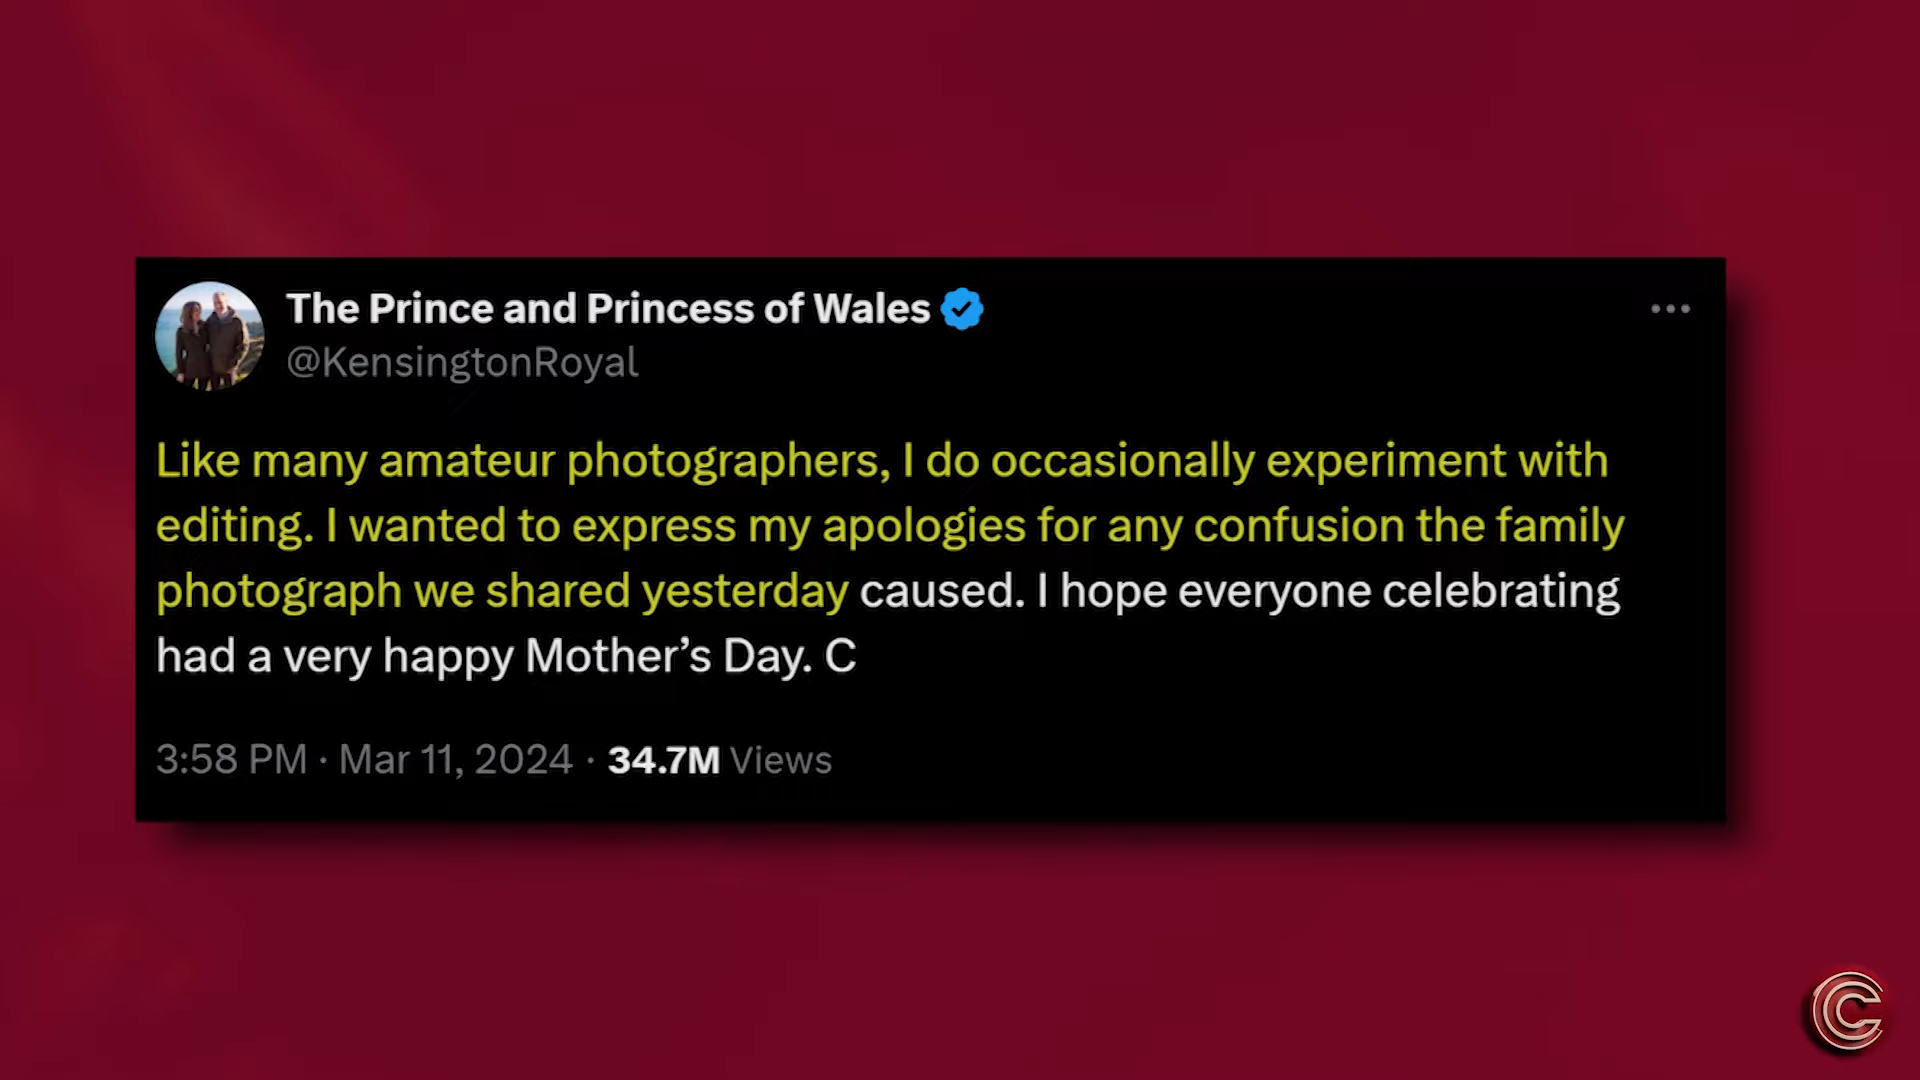 The Prince and Princess of Wales
@KensingtonRoyal
Like many amateur photographers, I do occasionally experiment with
editing. I wanted to express my apologies for any confusion the family
photograph we shared yesterday caused. I hope everyone celebrating
had a very happy Mother’s Day. C
3:58 PM · Mar 11, 2024 · 34.7M Views
C